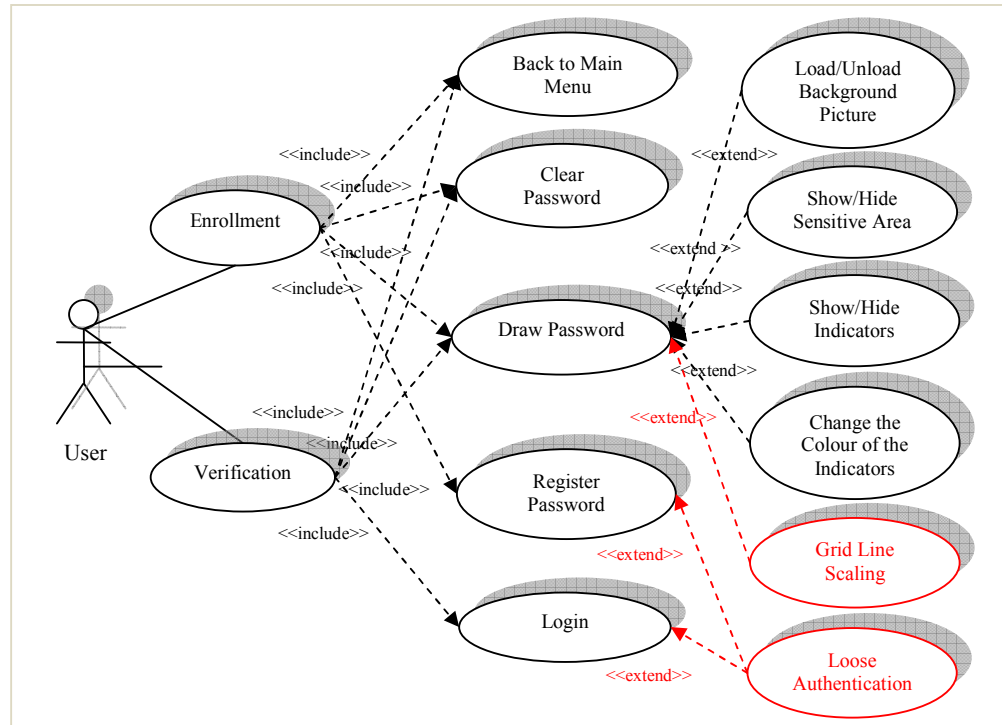 Back to Main
Menu
Load/Unload
Background
Picture
<<include>>
<<extend>>
<<include>>
Clear
Password
Enrollment
Show/Hide
Sensitive Area
<<include>>
<<extend >>
<<include>>
<<extend>>
Draw Password
Show/Hide
Indicators
<<extend>>
<<include>>
<<extend>>
Change the
Colour of the
Indicators
User
<<include>>
Verification
<<include>>
Register
Password
<<include>>
<<extend>>
Grid Line
Scaling
Login
Loose
Authentication
<<extend>>